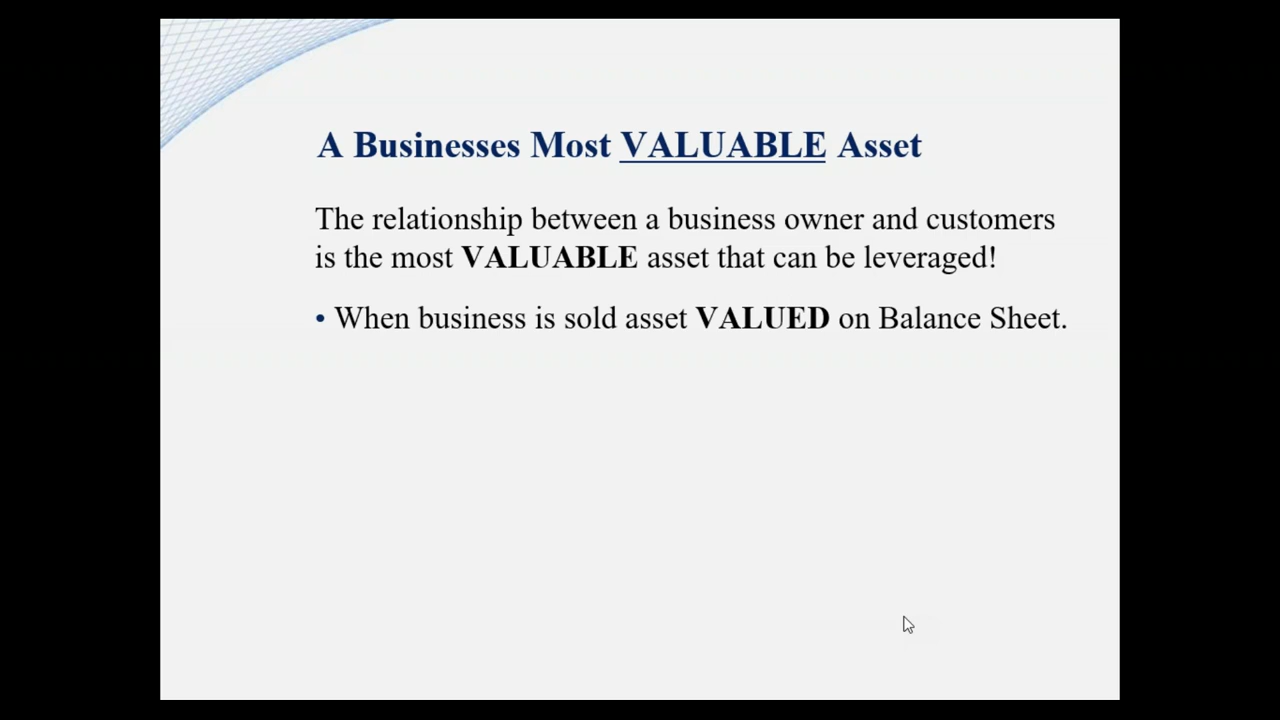 A Businesses Most VALUABLE Asset
The relationship between a business owner and customers
is the most VALUABLE asset that can be leveraged!
• When business is sold asset VALUED on Balance Sheet.